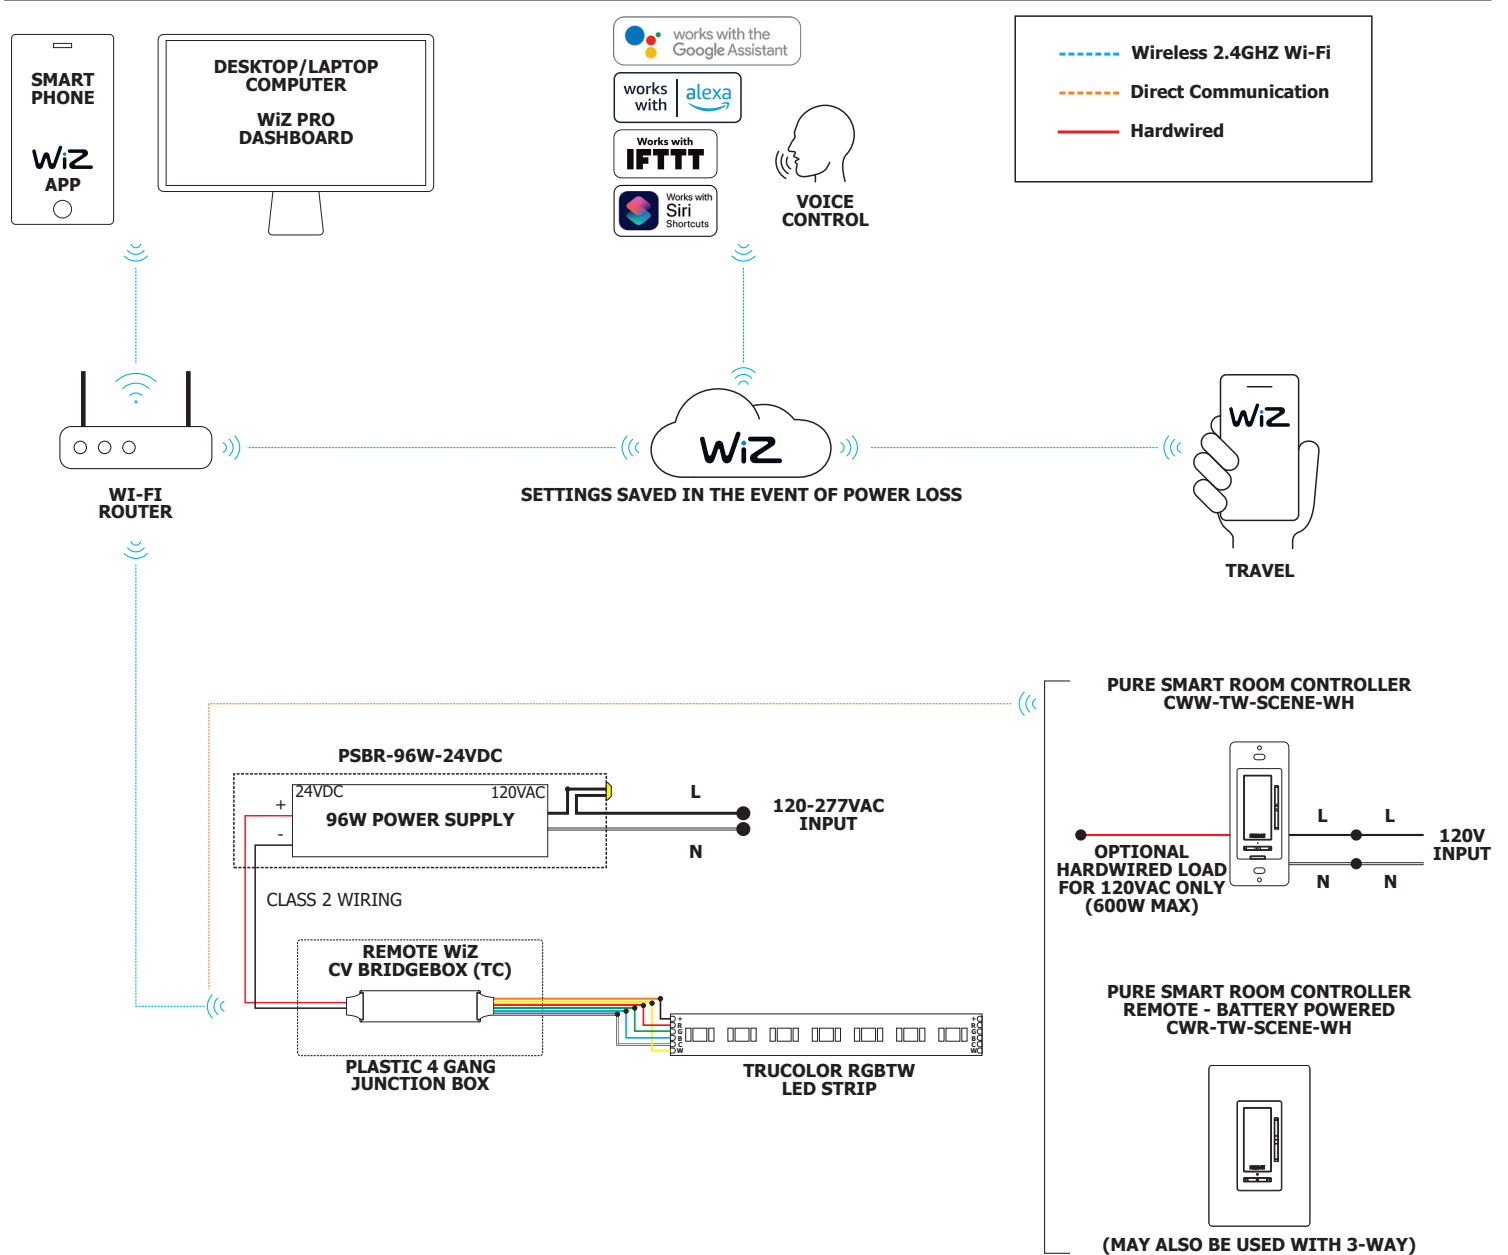 SMART
PHONE
WiZ
APP
DESKTOP/LAPTOP
COMPUTER
WiZ PRO
DASHBOARD
works with the
Google Assistant
works
with
alexa
Works with
IFTTT
Works with
Siri
Shortcuts
VOICE
CONTROL
Wireless 2.4GHZ Wi-Fi
Direct Communication
Hardwired
WI-FI
ROUTER
WiZ
SETTINGS SAVED IN THE EVENT OF POWER LOSS
WiZ
TRAVEL
PSBR-96W-24VDC
24VDC
120VAC
96W POWER SUPPLY
+
-
L
N
120-277VAC
INPUT
CLASS 2 WIRING
REMOTE WiZ
CV BRIDGEBOX (TC)
PLASTIC 4 GANG
JUNCTION BOX
+
R
G
B
C
W
+
R
G
B
C
W
TRUCOLOR RGBTW
LED STRIP
PURE SMART ROOM CONTROLLER
CWW-TW-SCENE-WH
L
L
N
N
120V
INPUT
OPTIONAL
HARDWIRED LOAD
FOR 120VAC ONLY
(600W MAX)
PURE SMART ROOM CONTROLLER
REMOTE - BATTERY POWERED
CWR-TW-SCENE-WH
(MAY ALSO BE USED WITH 3-WAY)